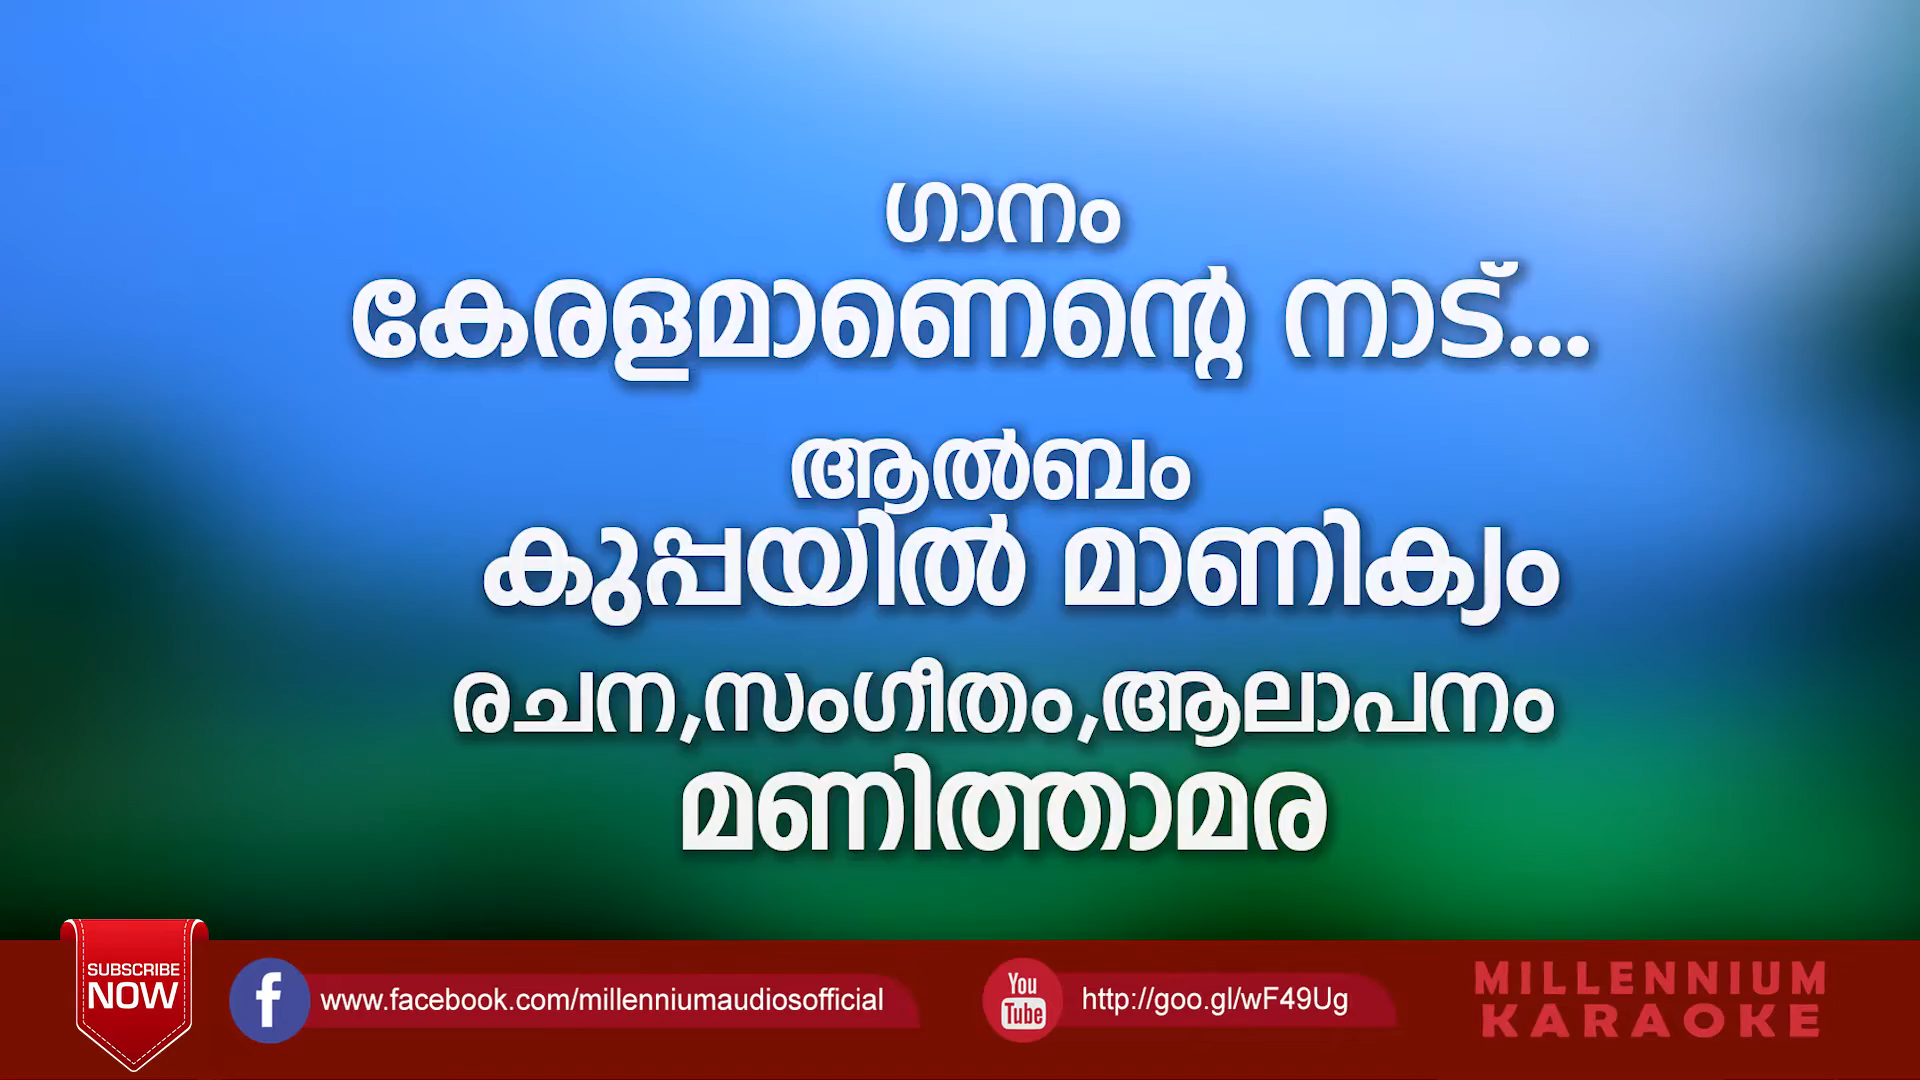 ഗാനം
കേരളമാണെന്റെ നാട്...
ആൽബം
കുപ്പയിൽ മാണിക്യം
രചന,സംഗീതം,ആലാപനം
മണിത്താമര
SUBSCRIBE
NOW
www.facebook.com/millenniumaudiosofficial
You
Tube
http://goo.gl/wF49Ug
MILLENNIUM
KARAOKE